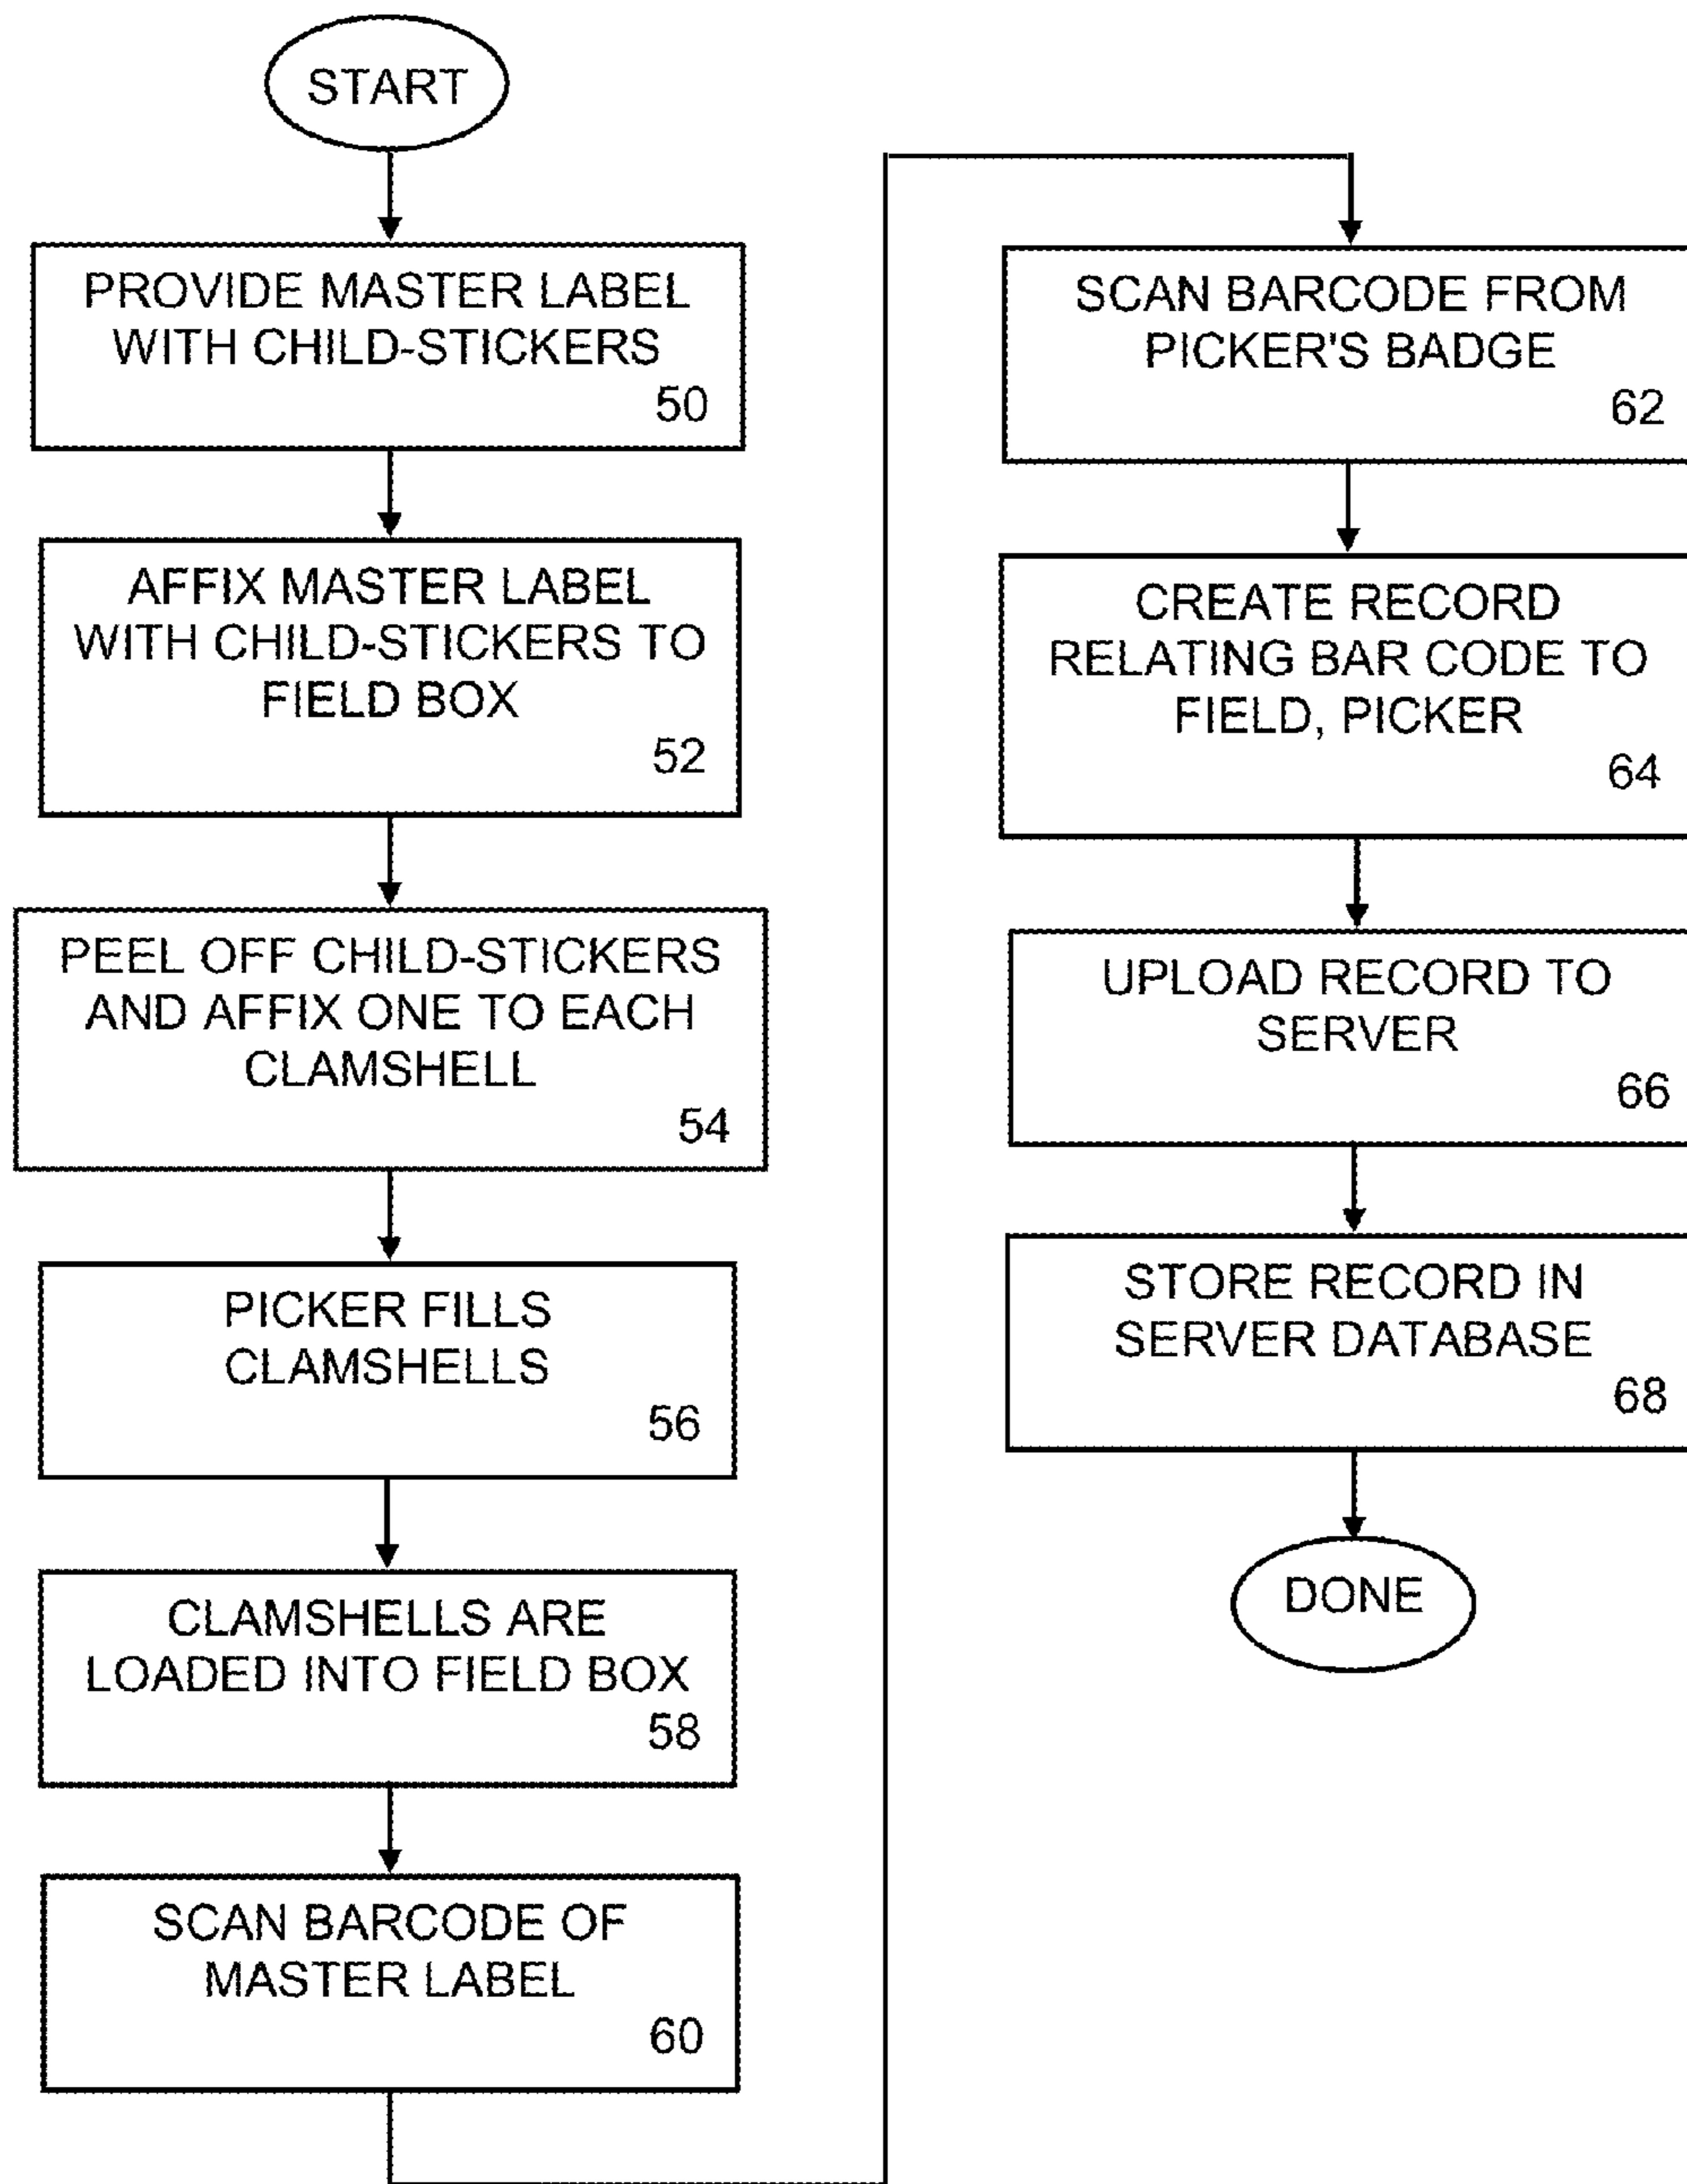 START
PROVIDE MASTER LABEL
WITH CHILD-STICKERS
50
AFFIX MASTER LABEL
WITH CHILD-STICKERS TO
FIELD BOX
52
PEEL OFF CHILD-STICKERS
AND AFFIX ONE TO EACH
CLAMSHELL
54
PICKER FILLS
CLAMSHELLS
56
CLAMSHELLS ARE
LOADED INTO FIELD BOX
58
SCAN BARCODE OF
MASTER LABEL
60
SCAN BARCODE FROM
PICKER'S BADGE
62
CREATE RECORD
RELATING BAR CODE TO
FIELD, PICKER
64
UPLOAD RECORD TO
SERVER
66
STORE RECORD IN
SERVER DATABASE
68
DONE